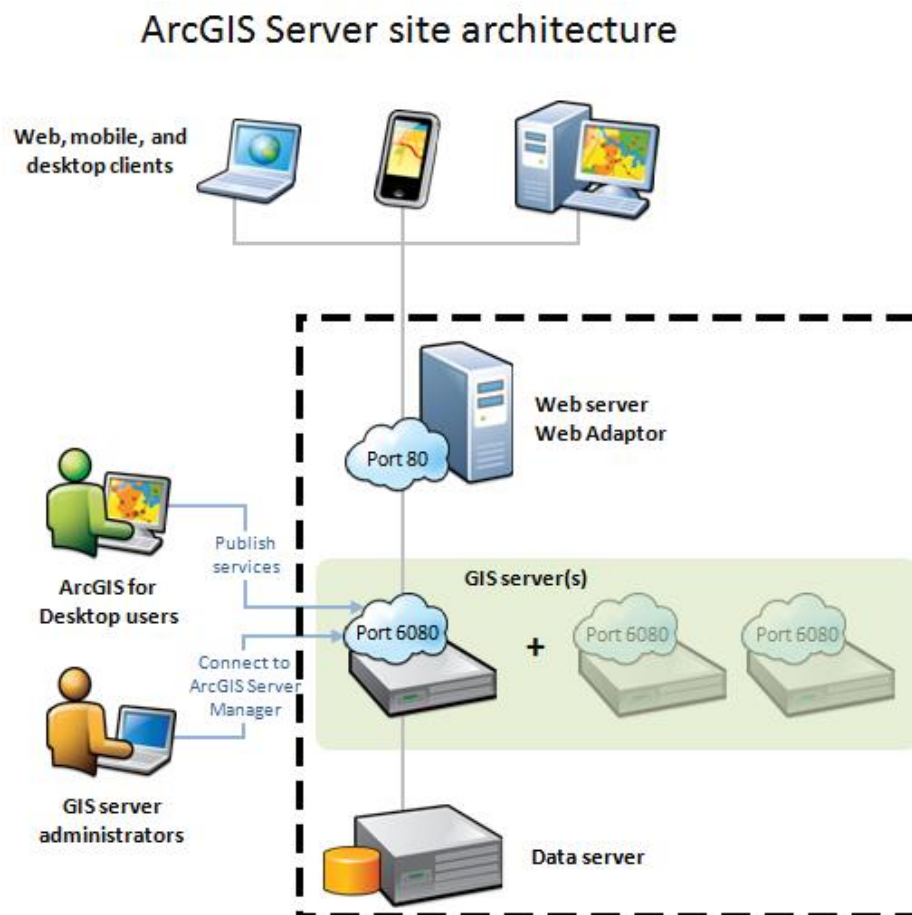 ArcGIS Server site architecture
Web, mobile, and
desktop clients
Web server
Web Adaptor
Port 80
Publish
services
ArcGIS for
Desktop users
GIS server(s)
Port 6080
+
Port 6080
Port 6080
Connect to
ArcGIS Server
Manager
GIS server
administrators
Data server